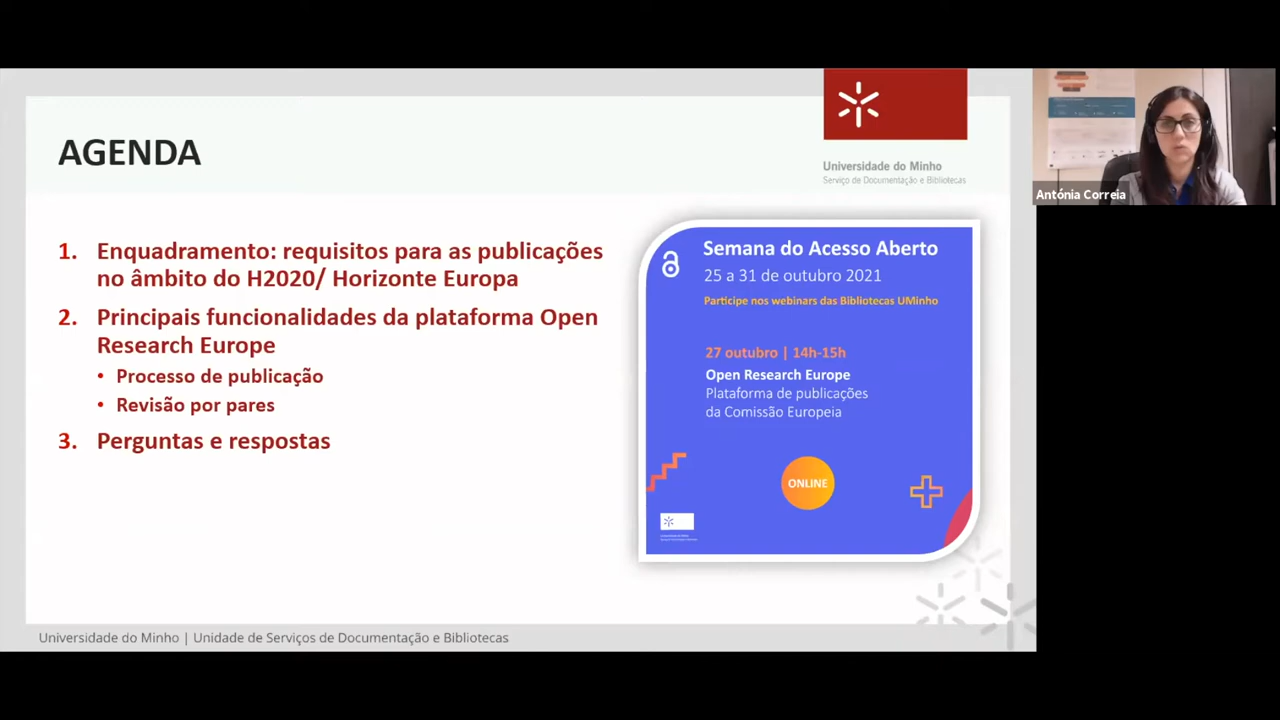 AGENDA
Universidade do Minho
Serviço de Documentação e Bibliotecas
Antónia Correia
1. Enquadramento: requisitos para as publicações
no âmbito do H2020/ Horizonte Europa
2. Principais funcionalidades da plataforma Open
Research Europe
• Processo de publicação
• Revisão por pares
3. Perguntas e respostas
Semana do Acesso Aberto
25 a 31 de outubro 2021
Participe nos webinars das Bibliotecas UMinho
27 outubro | 14h-15h
Open Research Europe
Plataforma de publicações
da Comissão Europeia
ONLINE
Universidade do Minho | Unidade de Serviços de Documentação e Bibliotecas